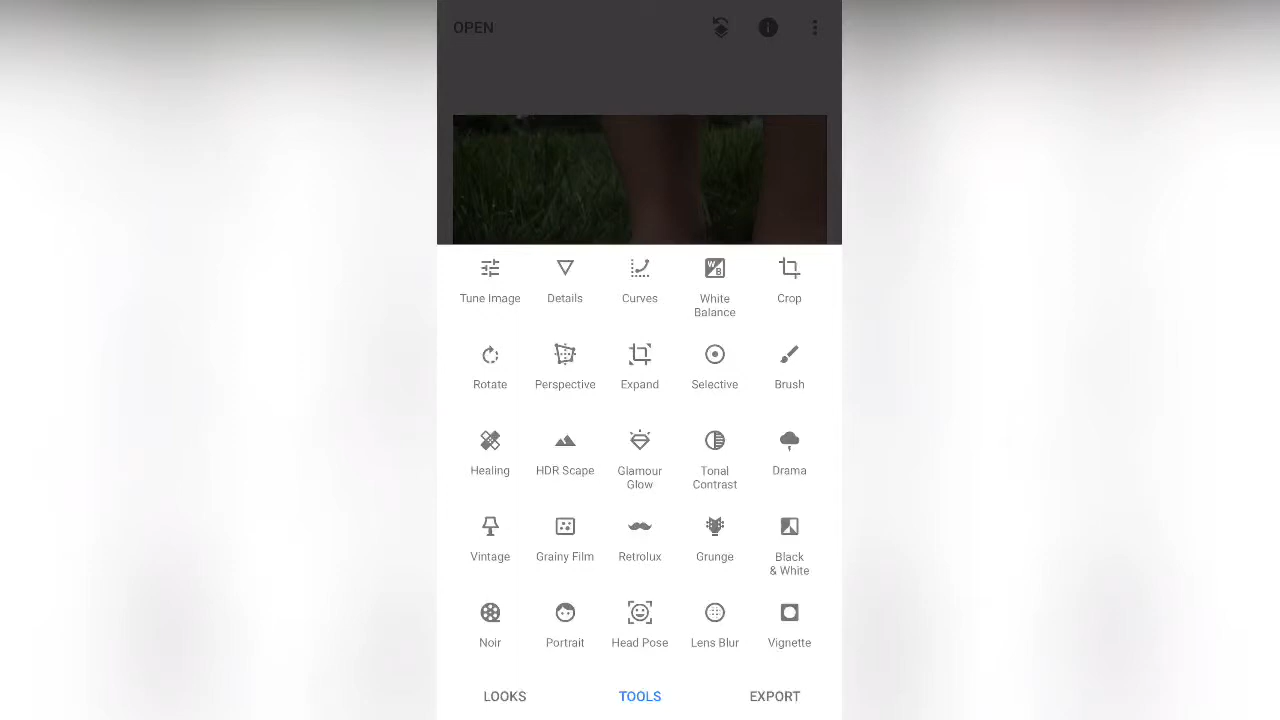 OPEN
Tune Image
Details
Curves
White
Balance
Crop
Rotate
Perspective
Expand
Selective
Brush
Healing
HDR Scape
Glamour
Glow
Tonal
Contrast
Drama
Vintage
Grainy Film
Retrolux
Grunge
Black
& White
Noir
Portrait
Head Pose
Lens Blur
Vignette
LOOKS
TOOLS
EXPORT